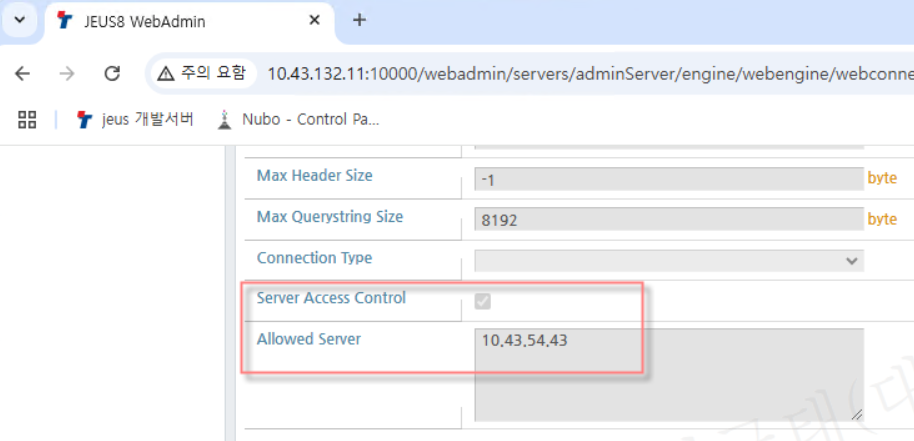 JEUS8 WebAdmin
주의 요함
10.43.132.11:10000/webadmin/servers/adminServer/engine/webengine/webconne
jeus 개발서버
Nubo - Control Pa...
Max Header Size
-1
byte
Max Querystring Size
8192
byte
Connection Type
Server Access Control
Allowed Server
10.43.54.43